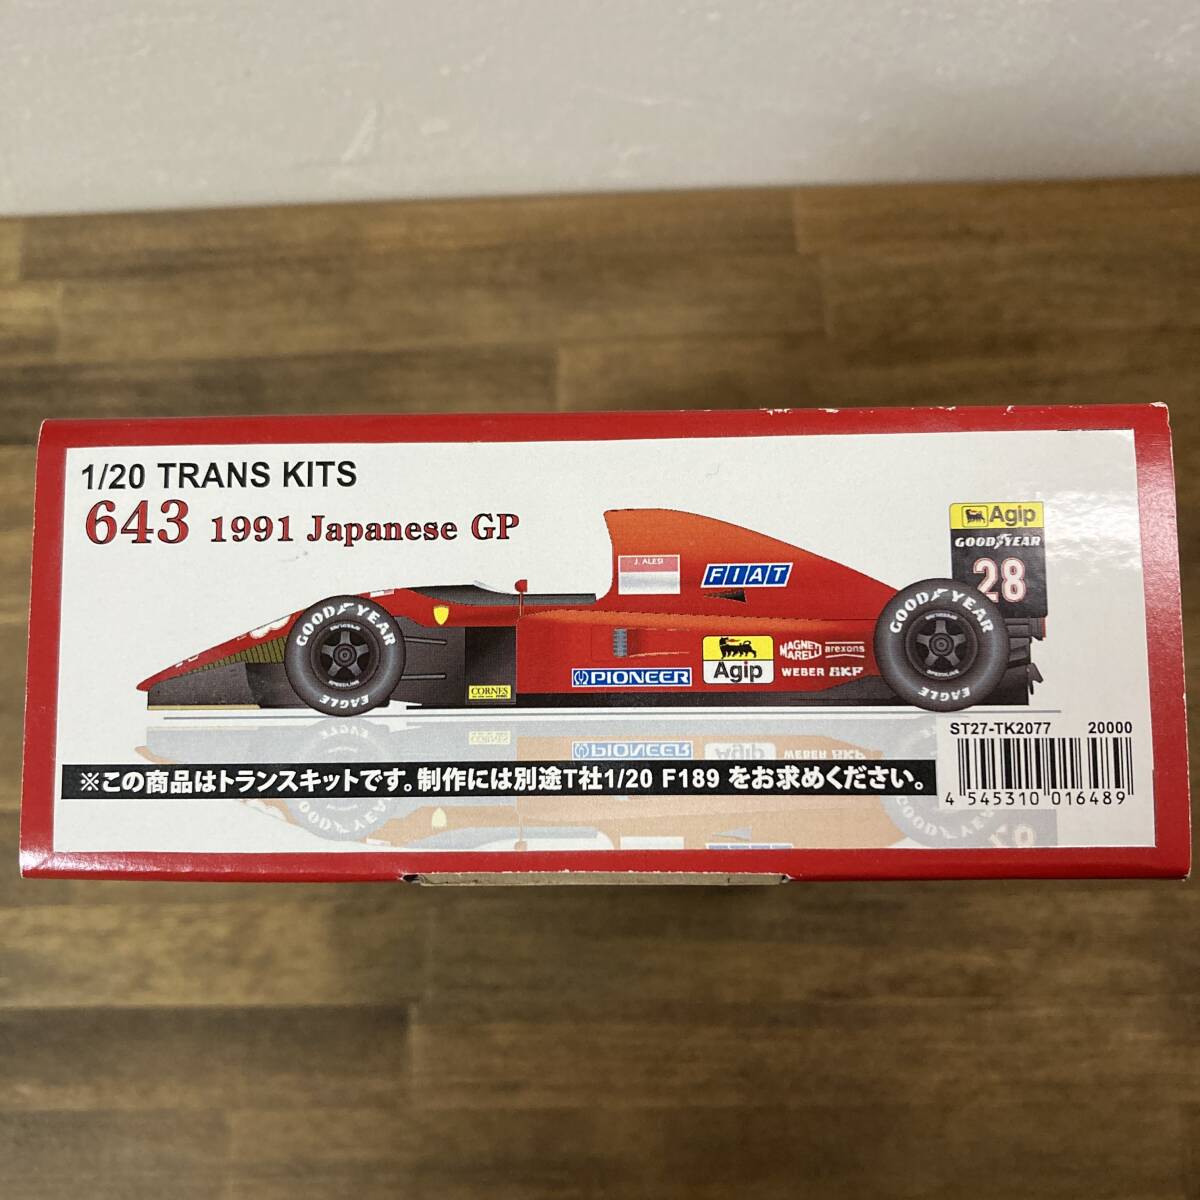 1/20 TRANS KITS
643 1991 Japanese GP
Agip
GOODYEAR
28
J. ALESI
FIAT
GOODYEAR
EAGLE
GOODYEAR
EAGLE
CORNES
PIONEER
Agip
MAGNETI MARELLI
arexons
WEBER SKF
ST27-TK2077 20000
※この商品はトランスキットです。制作には別途T社1/20 F189 をお求めください。
4 545310 016489